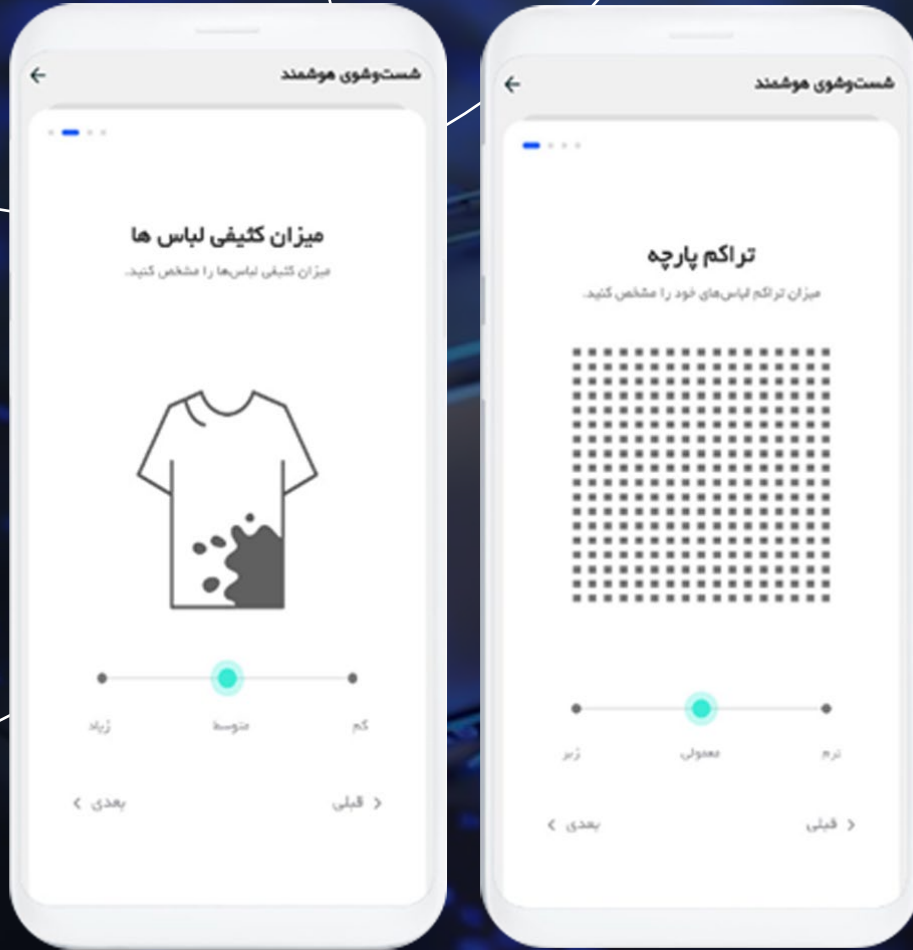 شست‌وشوی هوشمند
تراکم پارچه
میزان تراکم لباس‌های خود را مشخص کنید.
نرم
معمولی
زبر
قبلی
بعدی
شست‌وشوی هوشمند
میزان کثیفی لباس ها
میزان کثیفی لباس‌ها را مشخص کنید.
کم
متوسط
زیاد
قبلی
بعدی